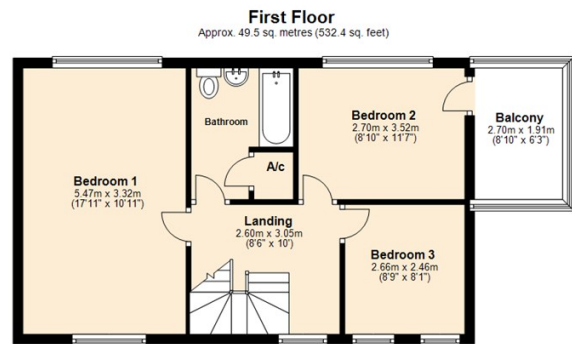 First Floor
Approx. 49.5 sq. metres (532.4 sq. feet)
Bedroom 1
5.47m x 3.32m
(17'11" x 10'11")
Bathroom
A/c
Bedroom 2
2.70m x 3.52m
(8'10" x 11'7")
Balcony
2.70m x 1.91m
(8'10" x 6'3")
Landing
2.60m x 3.05m
(8'6" x 10')
Bedroom 3
2.66m x 2.46m
(8'9" x 8'1")